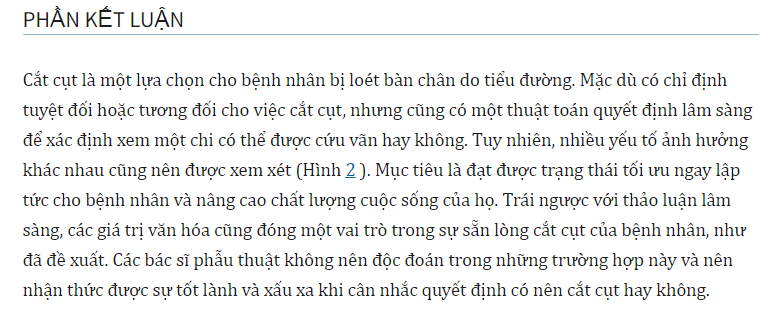 PHẦN KẾT LUẬN
Cắt cụt là một lựa chọn cho bệnh nhân bị loét bàn chân do tiểu đường. Mặc dù có chỉ định
tuyệt đối hoặc tương đối cho việc cắt cụt, nhưng cũng có một thuật toán quyết định lâm sàng
để xác định xem một chi có thể được cứu vãn hay không. Tuy nhiên, nhiều yếu tố ảnh hưởng
khác nhau cũng nên được xem xét (Hình 2 ). Mục tiêu là đạt được trạng thái tối ưu ngay lập
tức cho bệnh nhân và nâng cao chất lượng cuộc sống của họ. Trái ngược với thảo luận lâm
sàng, các giá trị văn hóa cũng đóng một vai trò trong sự sẵn lòng cắt cụt của bệnh nhân, như
đã đề xuất. Các bác sĩ phẫu thuật không nên độc đoán trong những trường hợp này và nên
nhận thức được sự tốt lành và xấu xa khi cân nhắc quyết định có nên cắt cụt hay không.